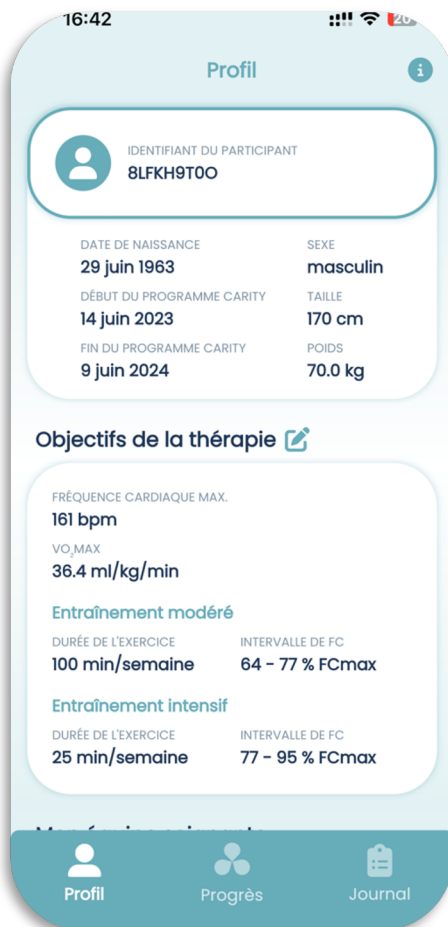 16:42
20
Profil
IDENTIFIANT DU PARTICIPANT
8LFKH9T0O
DATE DE NAISSANCE
SEXE
29 juin 1963
masculin
DÉBUT DU PROGRAMME CARITY
TAILLE
14 juin 2023
170 cm
FIN DU PROGRAMME CARITY
POIDS
9 juin 2024
70.0 kg
Objectifs de la thérapie
FRÉQUENCE CARDIAQUE MAX.
161 bpm
VO₂MAX
36.4 ml/kg/min
Entraînement modéré
DURÉE DE L'EXERCICE
INTERVALLE DE FC
100 min/semaine
64 - 77 % FCmax
Entraînement intensif
DURÉE DE L'EXERCICE
INTERVALLE DE FC
25 min/semaine
77 - 95 % FCmax
Profil
Progrès
Journal